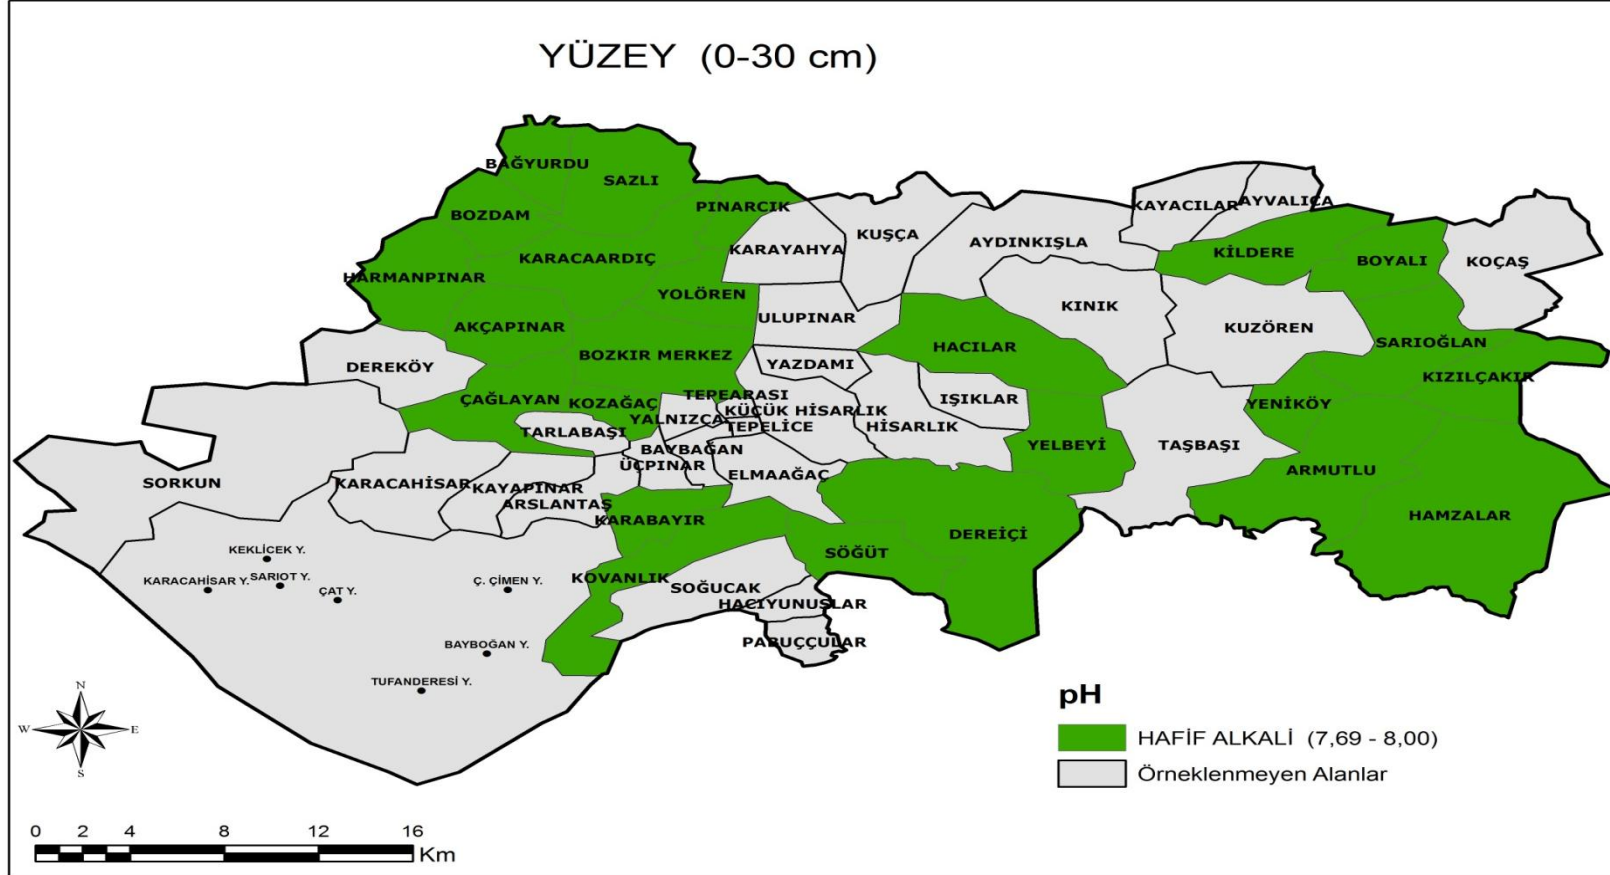 YÜZEY (0-30 cm)
BAĞYURDU
SAZLI
BOZDAM
PINARCIK
KARACAARDIÇ
HARMANPINAR
YOLÖREN
AKÇAPINAR
BOZKIR MERKEZ
DEREKÖY
ÇAĞLAYAN
KOZAĞAÇ
TARLABAŞI
KARAYAHYA
KUŞÇA
AYDINKIŞLA
KAYACILAR
AYVALICA
KİLDERE
BOYALI
KOÇAŞ
ULUPINAR
KINIK
KUZÖREN
SARIOĞLAN
HACILAR
YAZDAMI
KIZILÇAKIR
TEPEARASI
IŞIKLAR
YENİKÖY
KÜÇÜK HİSARLIK
YALNIZCA
TEPELİCE
HİSARLIK
YELBEYİ
TAŞBAŞI
BAYBAĞAN
ÜÇPINAR
ELMAAĞAÇ
ARMUTLU
SORKUN
KARACAHİSAR
KAYAPINAR
ARSLANTAŞ
KARABAYIR
HAMZALAR
DEREİÇİ
SÖĞÜT
KOVANLIK
SOĞUCAK
HACIYUNUSLAR
PABUÇÇULAR
KEKLİCEK Y.
KARACAHİSAR Y.
SARIOT Y.
ÇAT Y.
Ç. ÇİMEN Y.
BAYBOĞAN Y.
TUFANDERESİ Y.
N
W
E
S
pH
HAFİF ALKALİ (7,69 - 8,00)
Örneklenmeyen Alanlar
0 2 4 8 12 16
Km